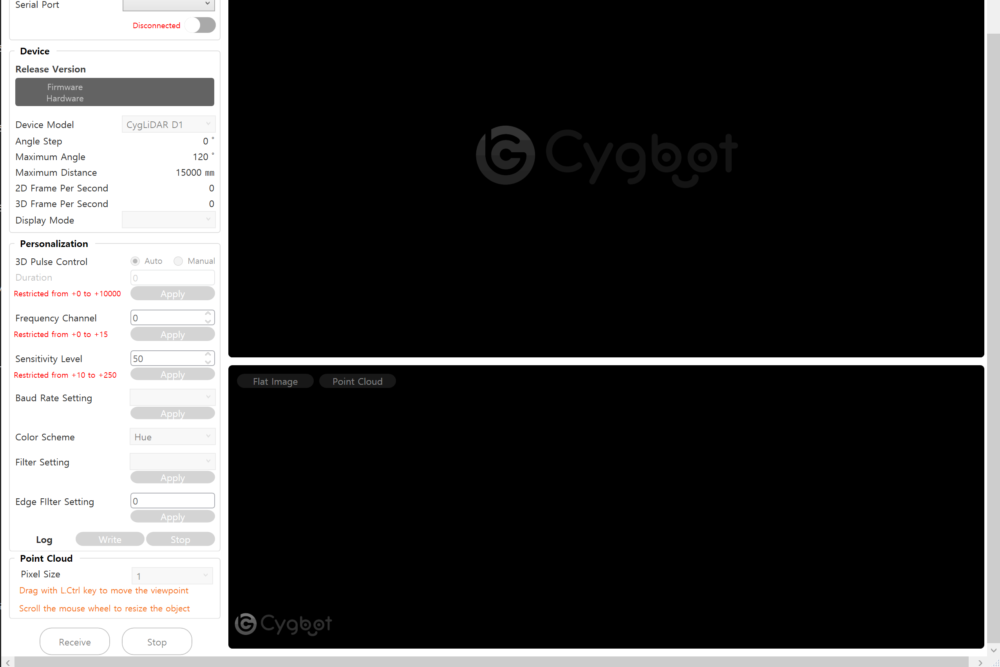 Serial Port
Disconnected
Device
Release Version
Firmware
Hardware
Device Model CygLiDAR D1
Angle Step 0 °
Maximum Angle 120 °
Maximum Distance 15000 mm
2D Frame Per Second 0
3D Frame Per Second 0
Display Mode
Personalization
3D Pulse Control Auto Manual
Duration 0
Restricted from +0 to +10000 Apply
Frequency Channel 0
Restricted from +0 to +15 Apply
Sensitivity Level 50
Restricted from +10 to +250 Apply
Baud Rate Setting
Apply
Color Scheme Hue
Filter Setting
Apply
Edge FIlter Setting 0
Apply
Log Write Stop
Point Cloud
Pixel Size 1
Drag with L.Ctrl key to move the viewpoint
Scroll the mouse wheel to resize the object
Receive Stop
Cygbot
Flat Image Point Cloud
Cygbot